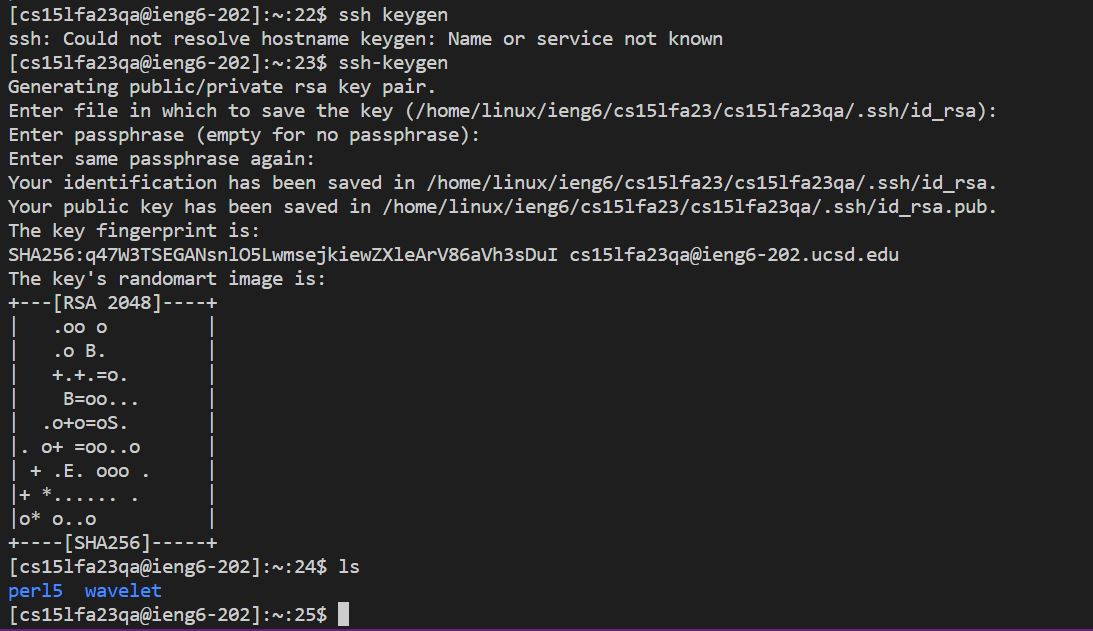 [cs15lfa23qa@ieng6-202]:~:22$ ssh keygen
ssh: Could not resolve hostname keygen: Name or service not known
[cs15lfa23qa@ieng6-202]:~:23$ ssh-keygen
Generating public/private rsa key pair.
Enter file in which to save the key (/home/linux/ieng6/cs15lfa23/cs15lfa23qa/.ssh/id_rsa):
Enter passphrase (empty for no passphrase):
Enter same passphrase again:
Your identification has been saved in /home/linux/ieng6/cs15lfa23/cs15lfa23qa/.ssh/id_rsa.
Your public key has been saved in /home/linux/ieng6/cs15lfa23/cs15lfa23qa/.ssh/id_rsa.pub.
The key fingerprint is:
SHA256:q47W3TSEGANsnlO5LwmsejkiewZXleArV86aVh3sDuI cs15lfa23qa@ieng6-202.ucsd.edu
The key's randomart image is:
+---[RSA 2048]----+
|   .oo o         |
|   .o B.         |
|   +.+.=o.       |
|    B=oo...      |
|  .o+o=oS.       |
|. o+ =oo..o      |
| + .E. ooo .     |
|+ *...... .      |
|o* o..o          |
+----[SHA256]-----+
[cs15lfa23qa@ieng6-202]:~:24$ ls
perl5  wavelet
[cs15lfa23qa@ieng6-202]:~:25$